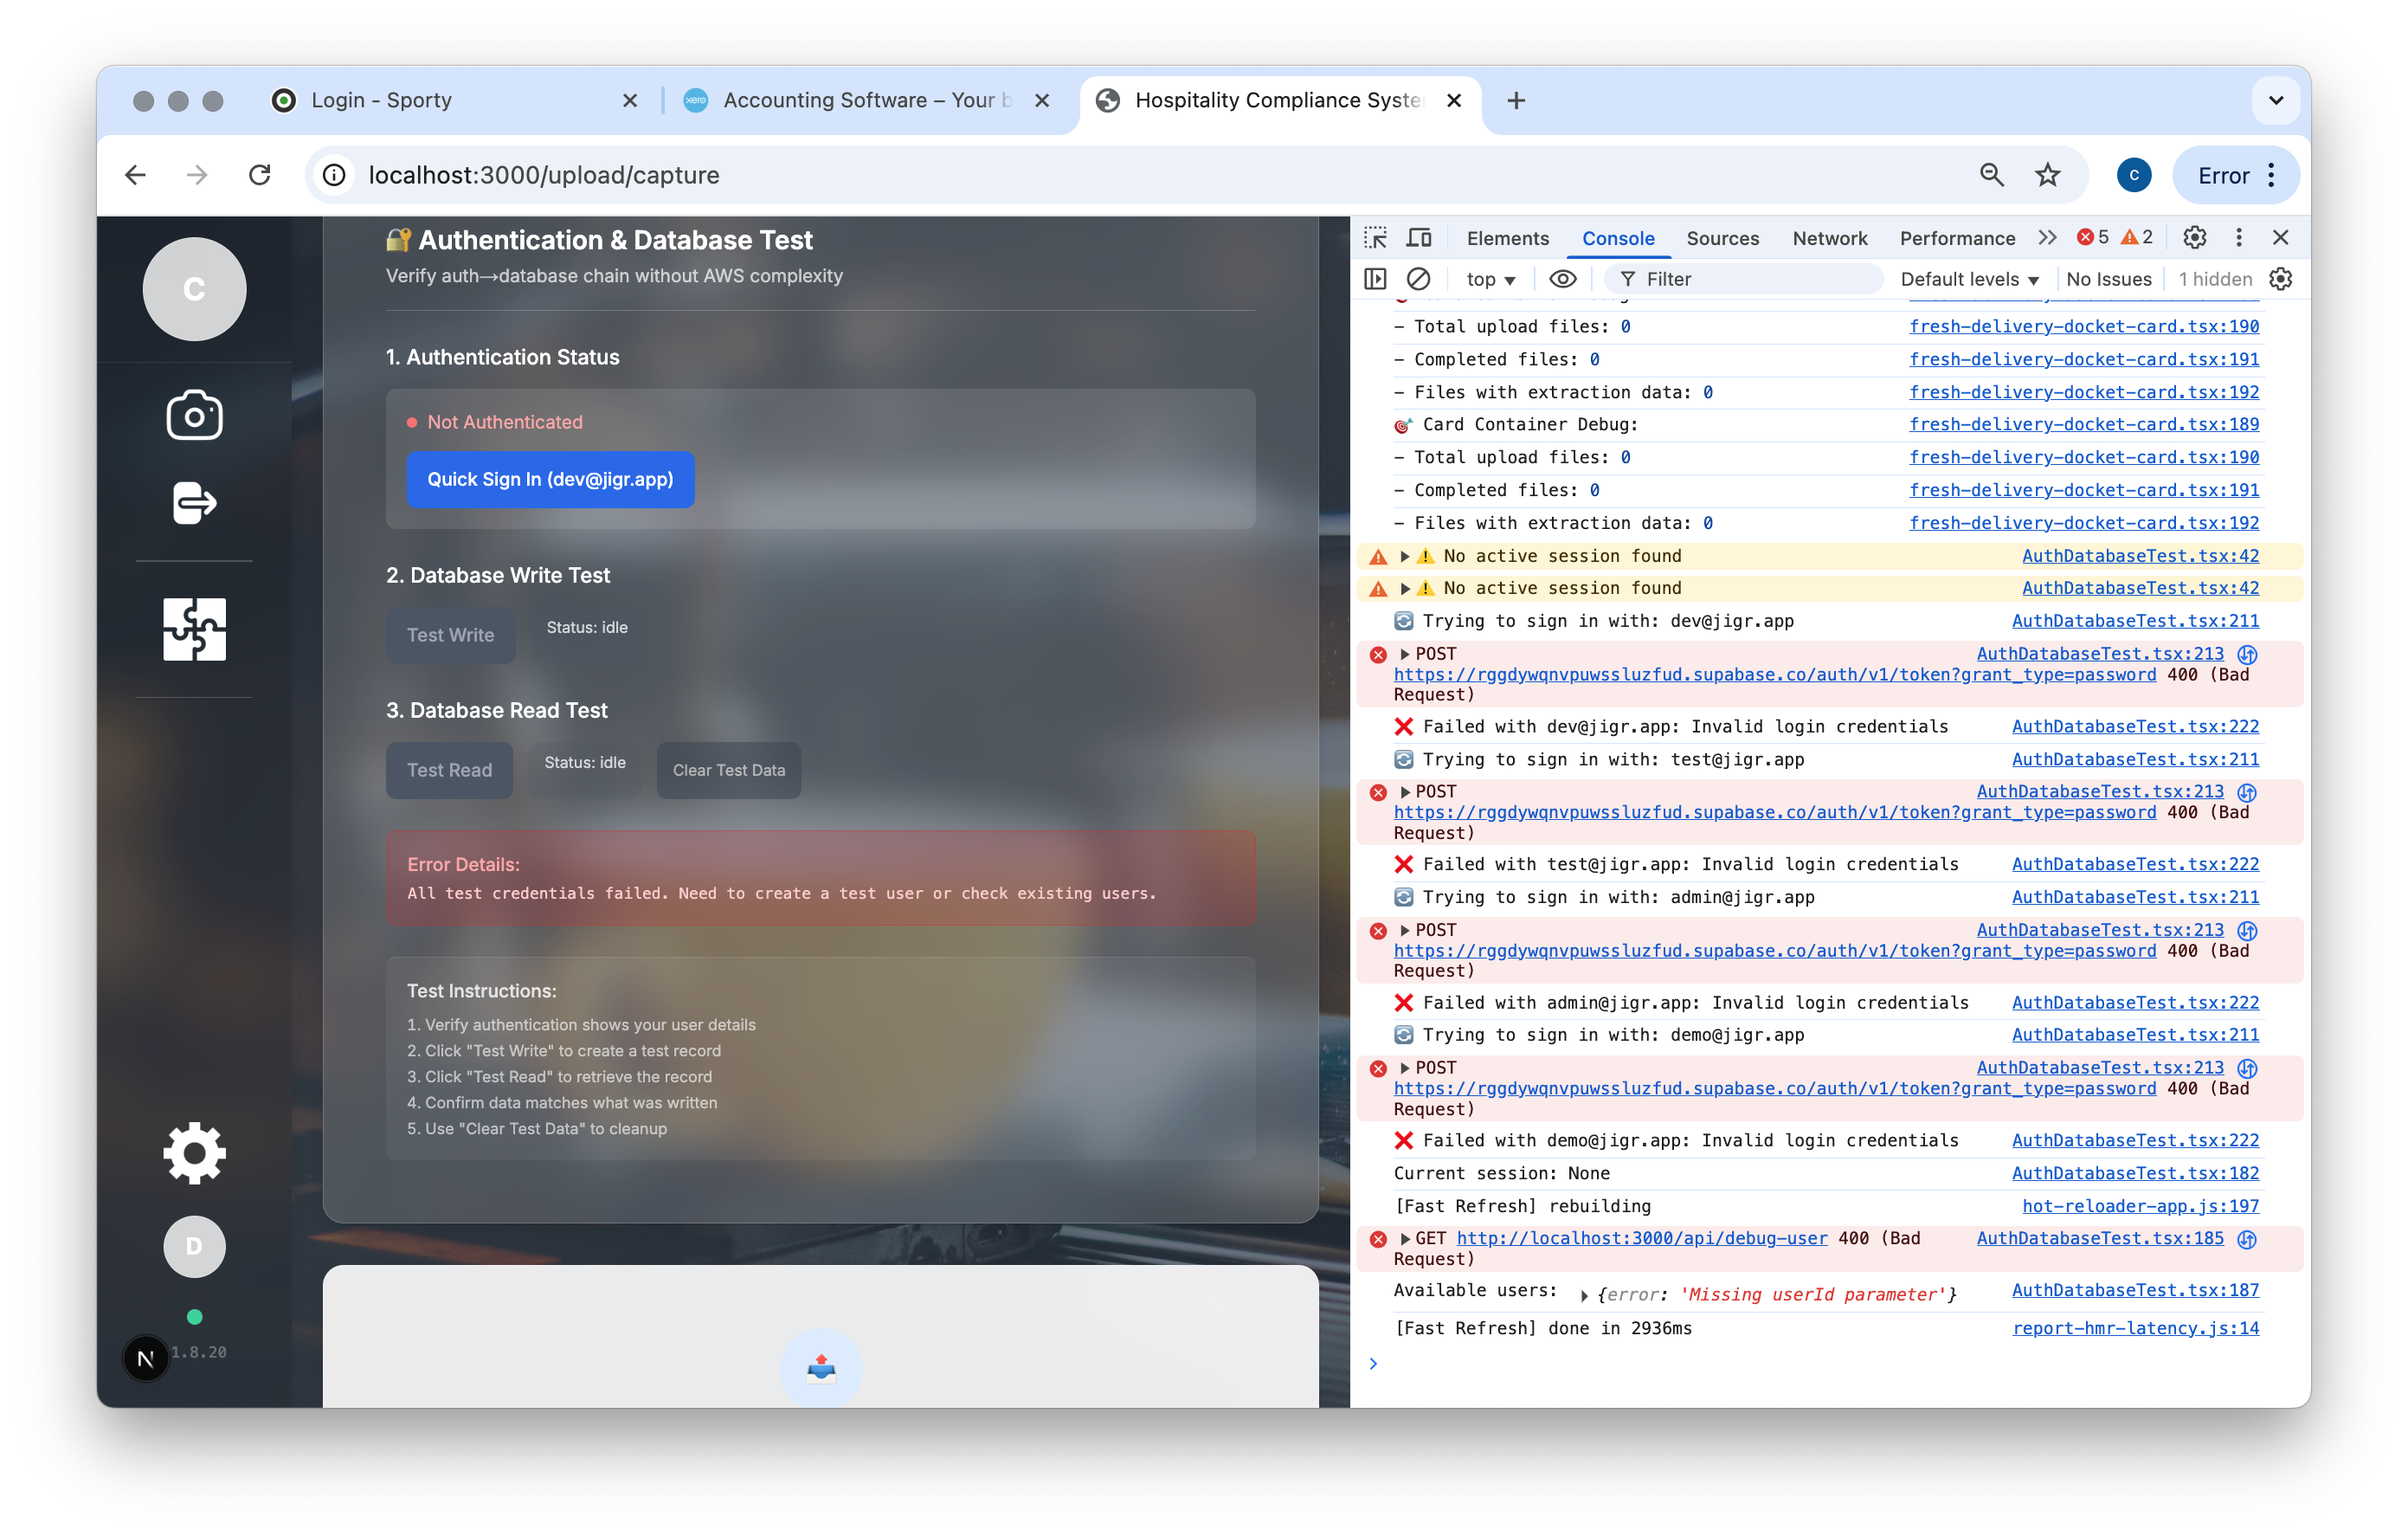 Login - Sporty
Accounting Software – Your b
Hospitality Compliance Syste
localhost:3000/upload/capture
C
Error
C
🔐 Authentication & Database Test
Verify auth→database chain without AWS complexity
1. Authentication Status
Not Authenticated
Quick Sign In (dev@jigr.app)
2. Database Write Test
Test Write
Status: idle
3. Database Read Test
Test Read
Status: idle
Clear Test Data
Error Details:
All test credentials failed. Need to create a test user or check existing users.
Test Instructions:
1. Verify authentication shows your user details
2. Click "Test Write" to create a test record
3. Click "Test Read" to retrieve the record
4. Confirm data matches what was written
5. Use "Clear Test Data" to cleanup
D
N
1.8.20
Elements Console Sources Network Performance 5 2
top Filter Default levels No Issues 1 hidden
– Total upload files: 0 fresh-delivery-docket-card.tsx:190
– Completed files: 0 fresh-delivery-docket-card.tsx:191
– Files with extraction data: 0 fresh-delivery-docket-card.tsx:192
🎯 Card Container Debug: fresh-delivery-docket-card.tsx:189
– Total upload files: 0 fresh-delivery-docket-card.tsx:190
– Completed files: 0 fresh-delivery-docket-card.tsx:191
– Files with extraction data: 0 fresh-delivery-docket-card.tsx:192
⚠️ No active session found AuthDatabaseTest.tsx:42
⚠️ No active session found AuthDatabaseTest.tsx:42
🔄 Trying to sign in with: dev@jigr.app AuthDatabaseTest.tsx:211
POST AuthDatabaseTest.tsx:213
https://rggdywqnvpuwssluzfud.supabase.co/auth/v1/token?grant_type=password 400 (Bad
Request)
❌ Failed with dev@jigr.app: Invalid login credentials AuthDatabaseTest.tsx:222
🔄 Trying to sign in with: test@jigr.app AuthDatabaseTest.tsx:211
POST AuthDatabaseTest.tsx:213
https://rggdywqnvpuwssluzfud.supabase.co/auth/v1/token?grant_type=password 400 (Bad
Request)
❌ Failed with test@jigr.app: Invalid login credentials AuthDatabaseTest.tsx:222
🔄 Trying to sign in with: admin@jigr.app AuthDatabaseTest.tsx:211
POST AuthDatabaseTest.tsx:213
https://rggdywqnvpuwssluzfud.supabase.co/auth/v1/token?grant_type=password 400 (Bad
Request)
❌ Failed with admin@jigr.app: Invalid login credentials AuthDatabaseTest.tsx:222
🔄 Trying to sign in with: demo@jigr.app AuthDatabaseTest.tsx:211
POST AuthDatabaseTest.tsx:213
https://rggdywqnvpuwssluzfud.supabase.co/auth/v1/token?grant_type=password 400 (Bad
Request)
❌ Failed with demo@jigr.app: Invalid login credentials AuthDatabaseTest.tsx:222
Current session: None AuthDatabaseTest.tsx:182
[Fast Refresh] rebuilding hot-reloader-app.js:197
GET http://localhost:3000/api/debug-user 400 (Bad AuthDatabaseTest.tsx:185
Request)
Available users: {error: 'Missing userId parameter'} AuthDatabaseTest.tsx:187
[Fast Refresh] done in 2936ms report-hmr-latency.js:14